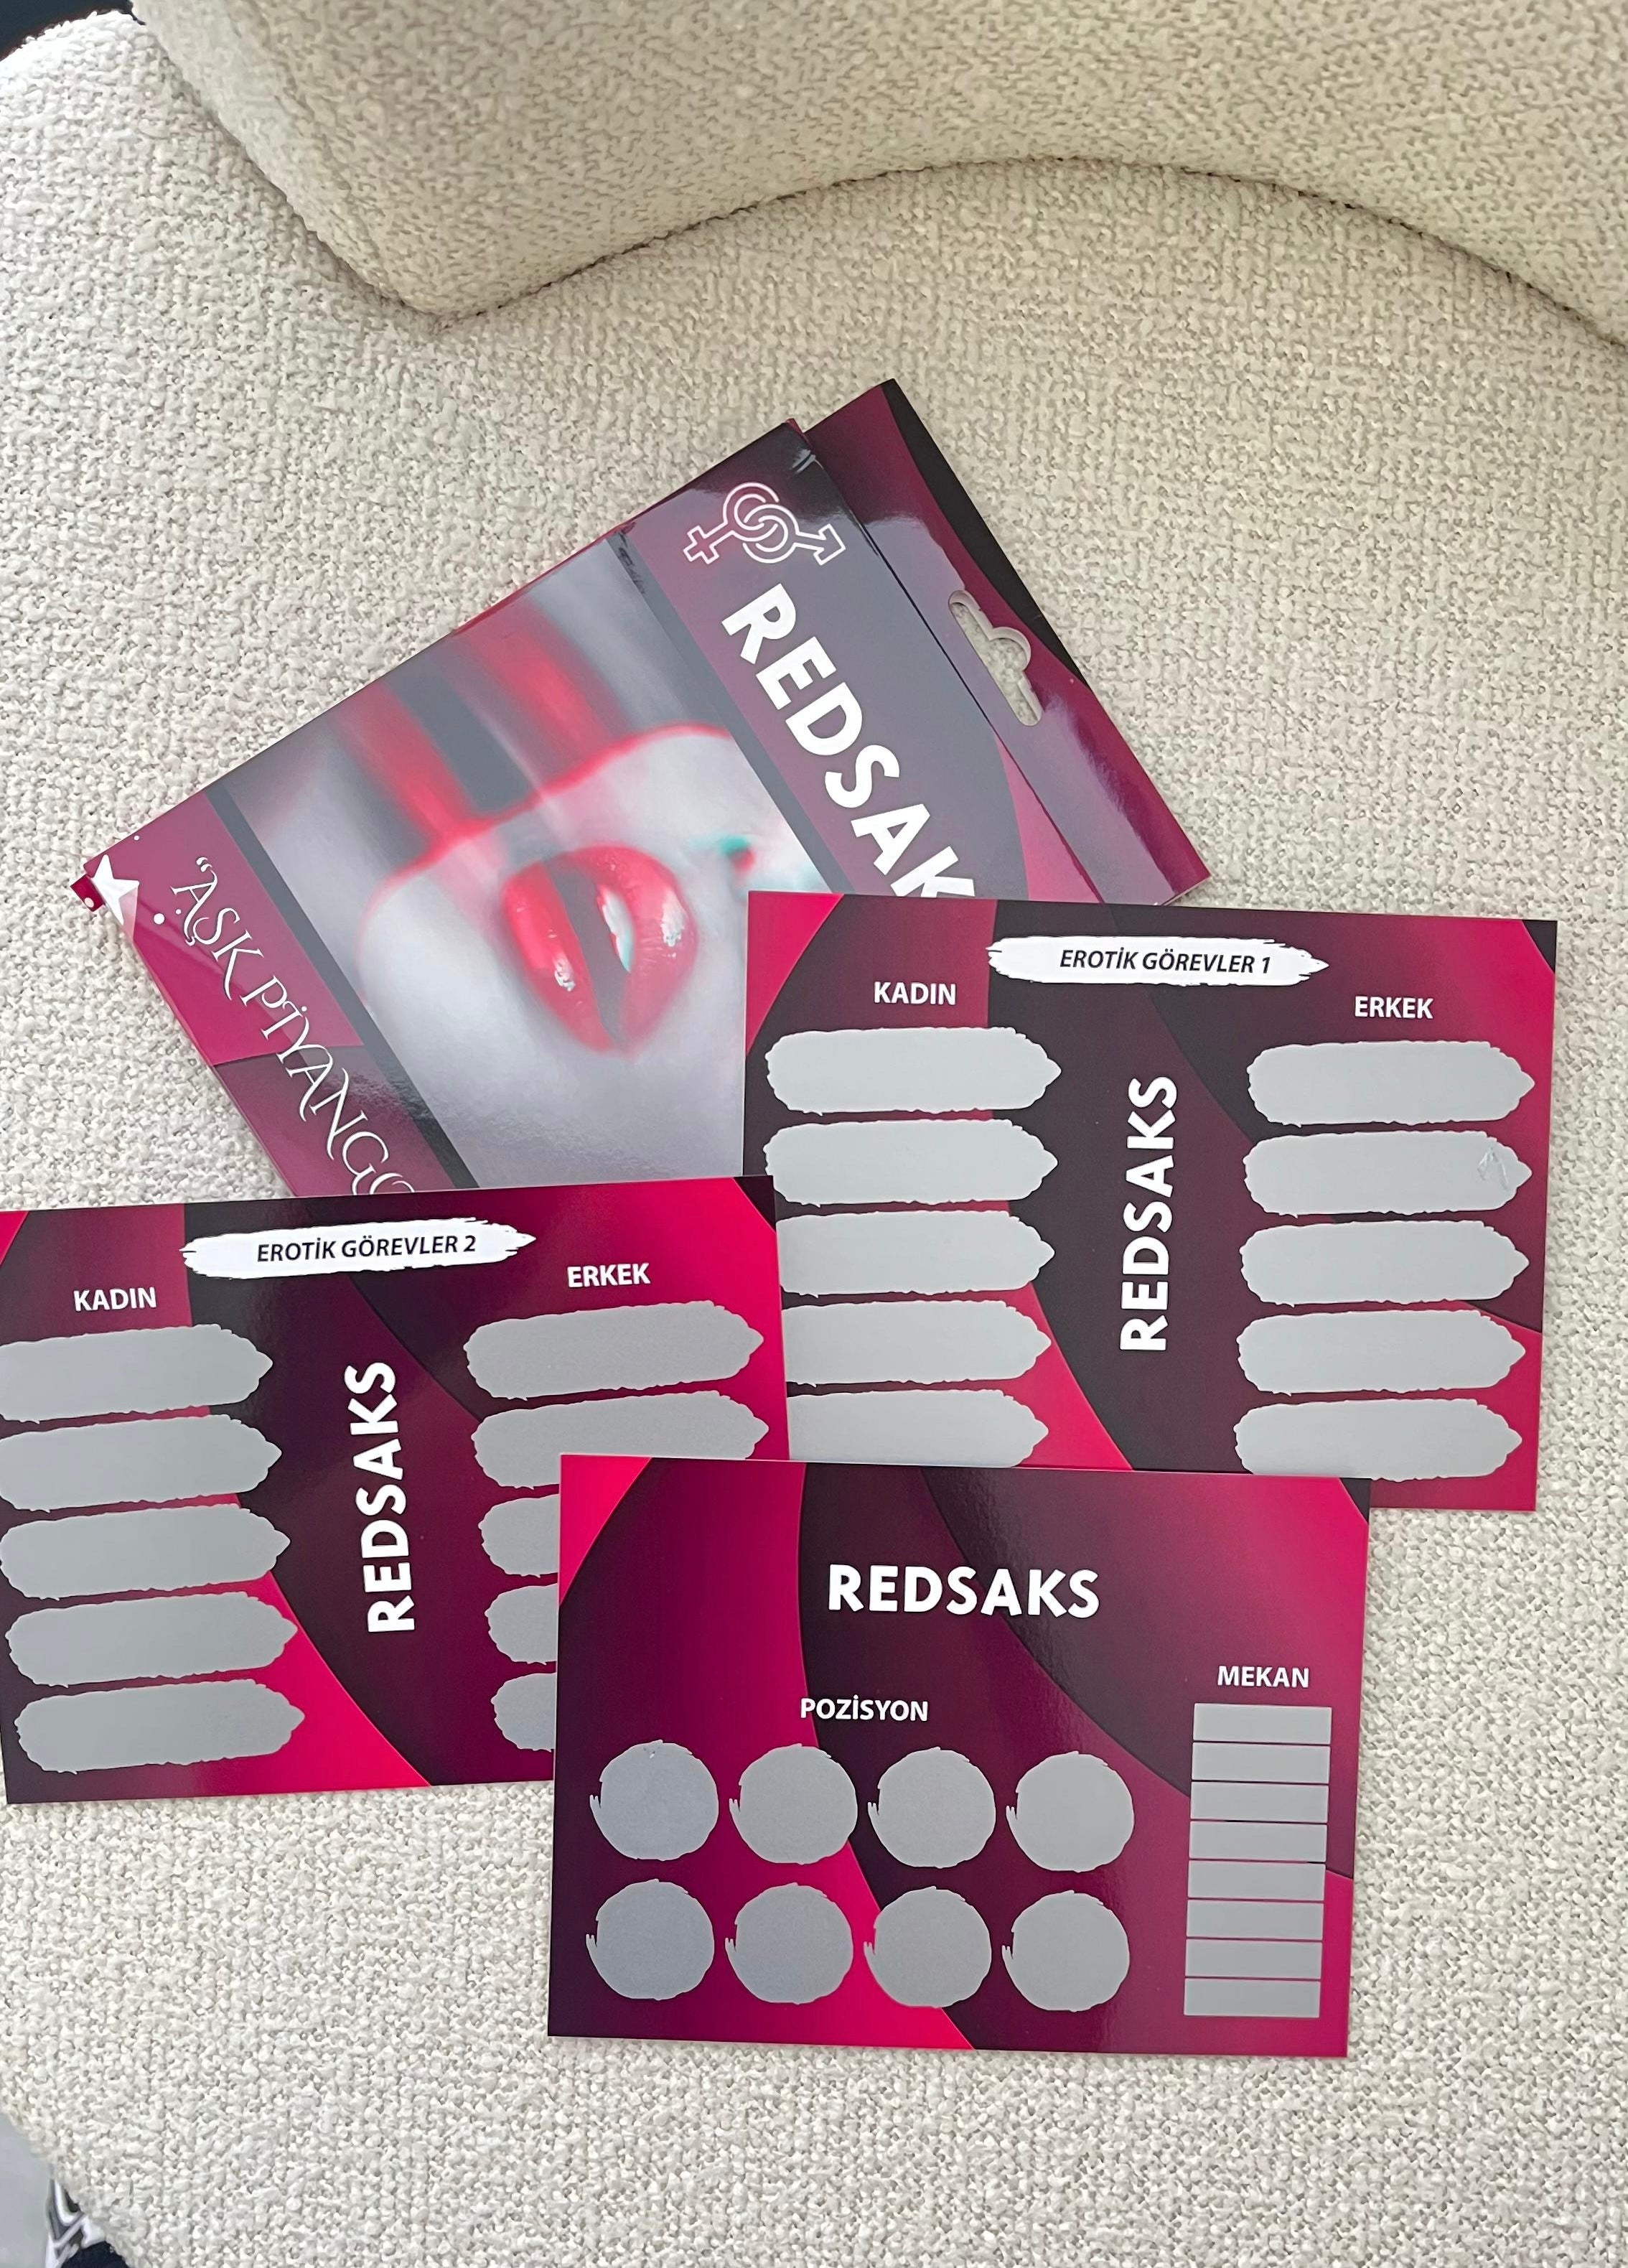 REDSAK
"AŞK PİYANGO
EROTİK GÖREVLER 1
KADIN
ERKEK
REDSAKS
EROTİK GÖREVLER 2
KADIN
ERKEK
REDSAKS
REDSAKS
POZİSYON
MEKAN